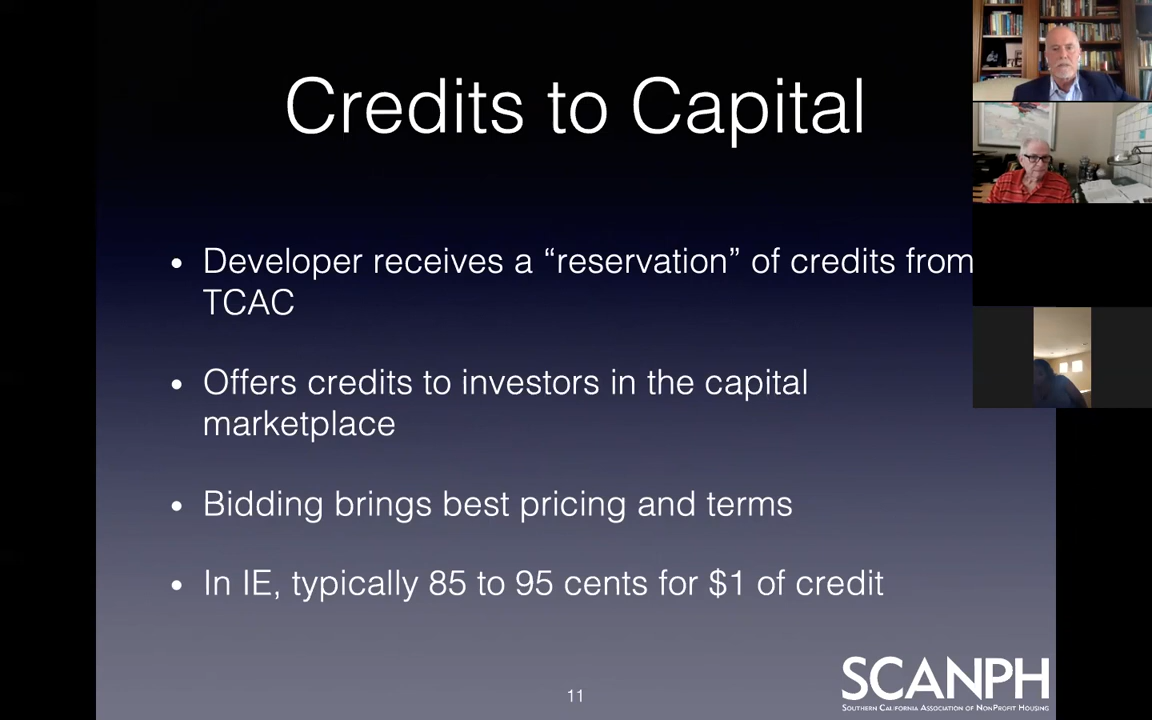 Credits to Capital
• Developer receives a “reservation” of credits from
TCAC
• Offers credits to investors in the capital
marketplace
• Bidding brings best pricing and terms
• In IE, typically 85 to 95 cents for $1 of credit
11
SCANPH
Southern California Association of NonProfit Housing